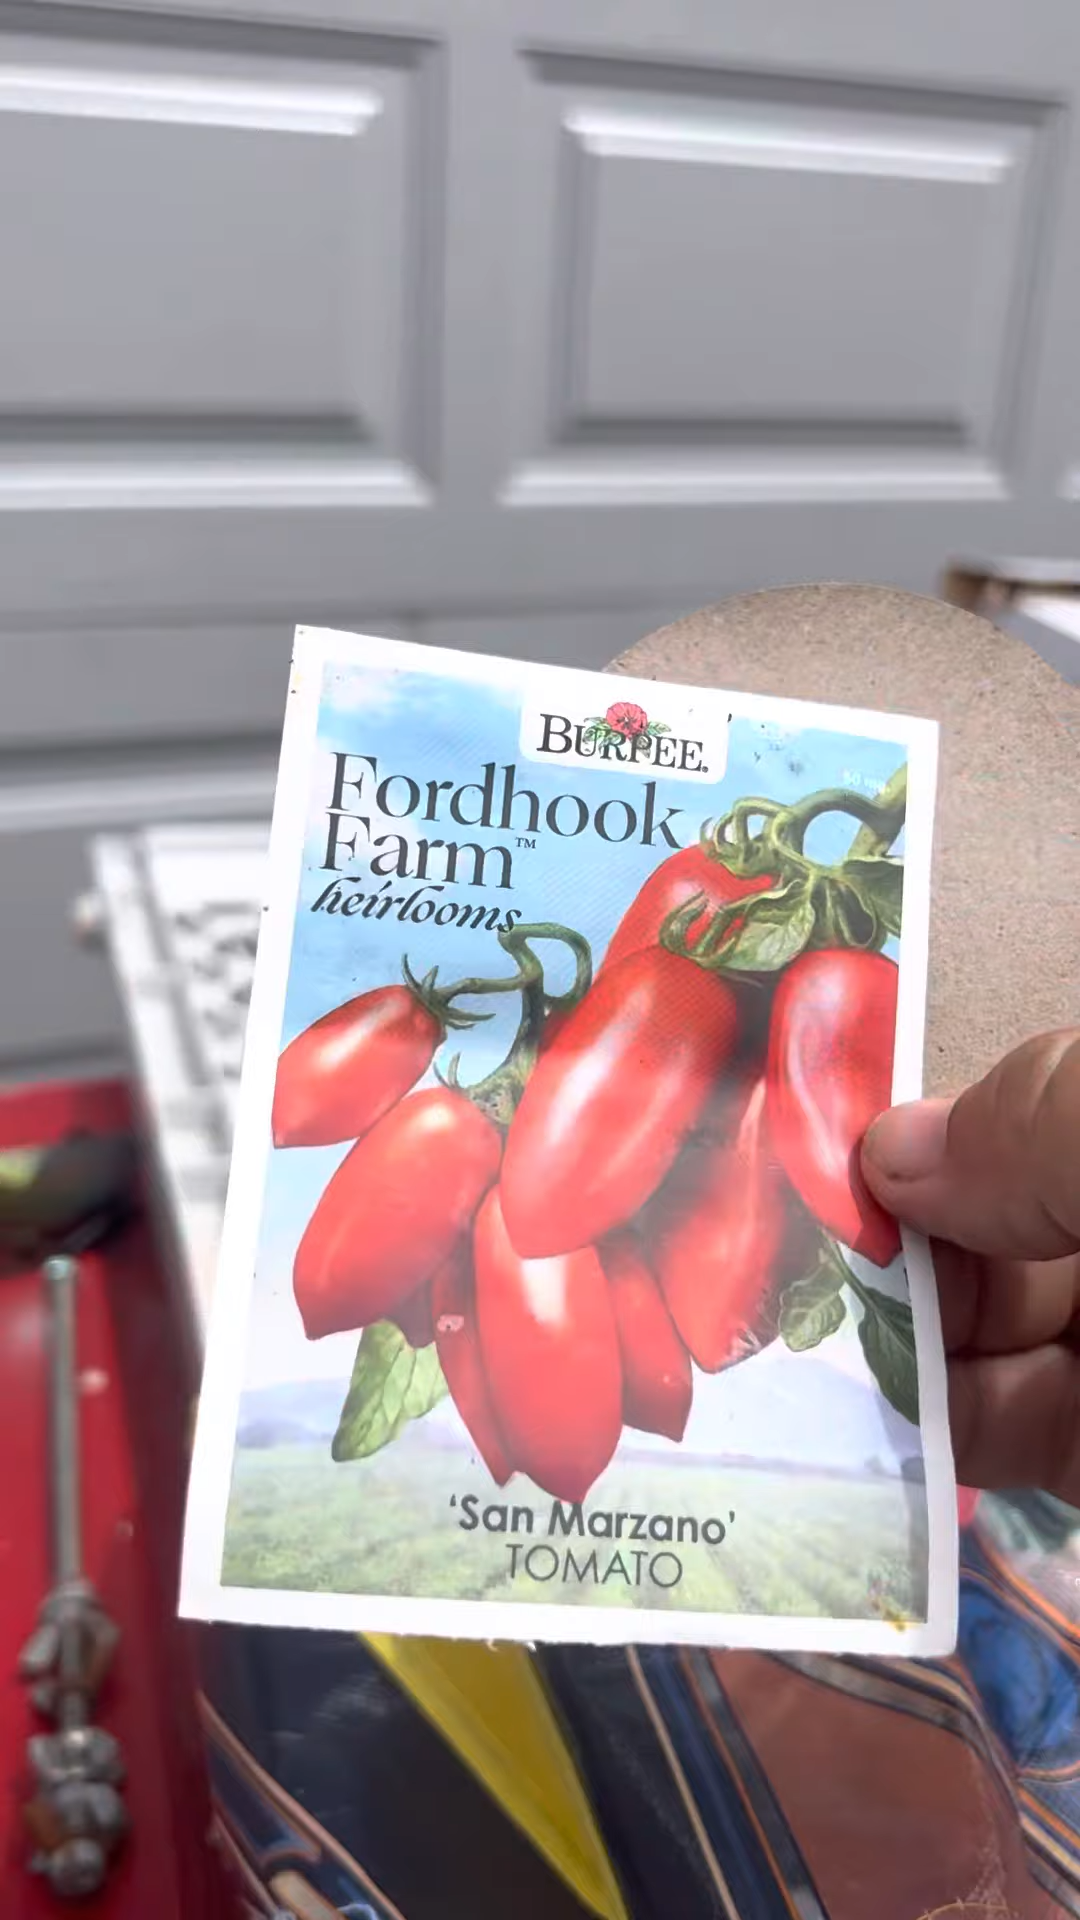 BURPEE.
Fordhook
Farm™
heirlooms
'San Marzano'
TOMATO